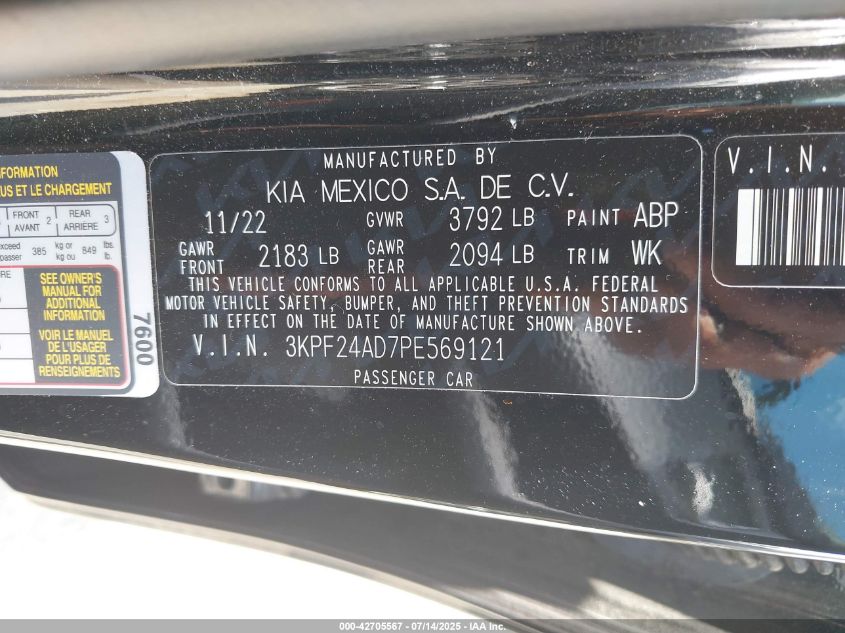 INFORMATION
US ET LE CHARGEMENT
FRONT 2 REAR 3
AVANT ARRIÈRE
exceed 385 kg or 849 lbs.
passer kg ou lb.
SEE OWNER'S
MANUAL FOR
ADDITIONAL
INFORMATION
VOIR LE MANUEL
DE L'USAGER
POUR PLUS DE
RENSEIGNEMENTS
7600
MANUFACTURED BY
KIA MEXICO S.A. DE C.V.
11/22 GVWR 3792 LB PAINT ABP
GAWR FRONT 2183 LB GAWR REAR 2094 LB TRIM WK
THIS VEHICLE CONFORMS TO ALL APPLICABLE U.S.A. FEDERAL
MOTOR VEHICLE SAFETY, BUMPER, AND THEFT PREVENTION STANDARDS
IN EFFECT ON THE DATE OF MANUFACTURE SHOWN ABOVE.
V.I.N. 3KPF24AD7PE569121
PASSENGER CAR
V.I.N.
000-42705567 - 07/14/2025 - IAA Inc.